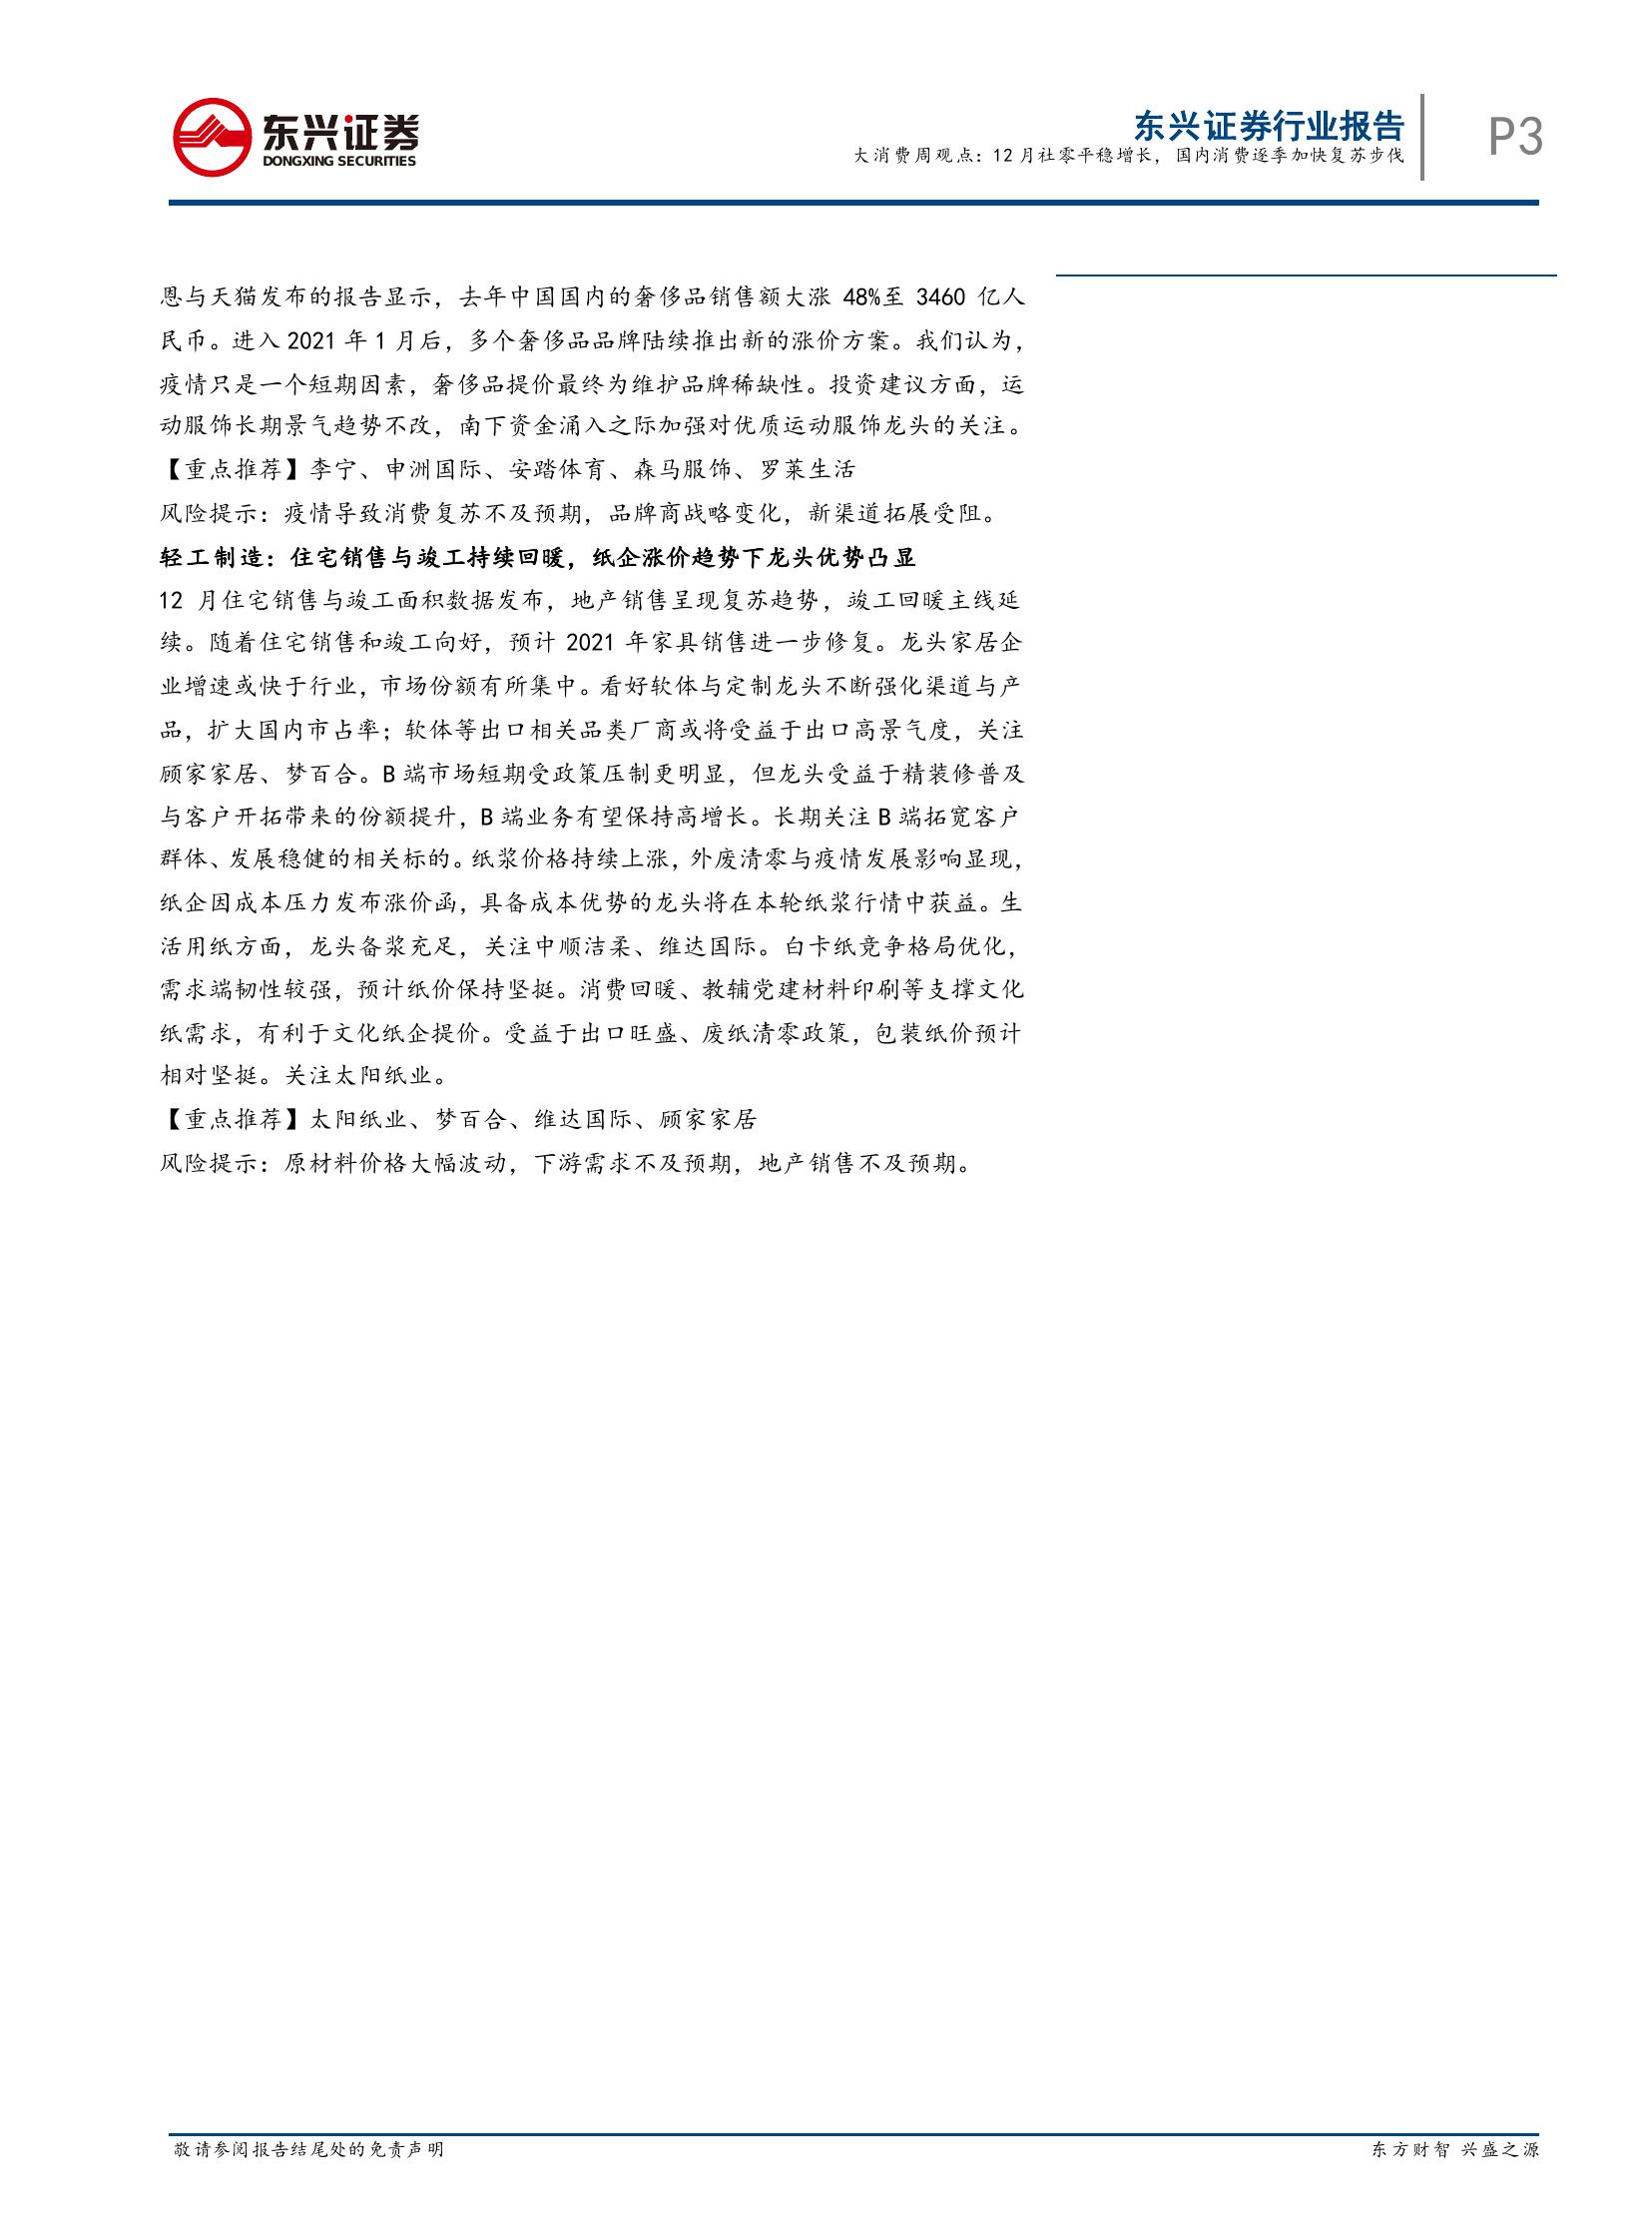 东兴证券
DONGXING SECURITIES
东兴证券行业报告
大消费周观点：12 月社零平稳增长，国内消费逐季加快复苏步伐
P3
恩与天猫发布的报告显示，去年中国国内的奢侈品销售额大涨 48%至 3460 亿人
民币。进入 2021 年 1 月后，多个奢侈品品牌陆续推出新的涨价方案。我们认为，
疫情只是一个短期因素，奢侈品提价最终为维护品牌稀缺性。投资建议方面，运
动服饰长期景气趋势不改，南下资金涌入之际加强对优质运动服饰龙头的关注。
【重点推荐】李宁、申洲国际、安踏体育、森马服饰、罗莱生活
风险提示：疫情导致消费复苏不及预期，品牌商战略变化，新渠道拓展受阻。
轻工制造：住宅销售与竣工持续回暖，纸企涨价趋势下龙头优势凸显
12 月住宅销售与竣工面积数据发布，地产销售呈现复苏趋势，竣工回暖主线延
续。随着住宅销售和竣工向好，预计 2021 年家具销售进一步修复。龙头家居企
业增速或快于行业，市场份额有所集中。看好软体与定制龙头不断强化渠道与产
品，扩大国内市占率；软体等出口相关品类厂商或将受益于出口高景气度，关注
顾家家居、梦百合。B 端市场短期受政策压制更明显，但龙头受益于精装修普及
与客户开拓带来的份额提升，B 端业务有望保持高增长。长期关注 B 端拓宽客户
群体、发展稳健的相关标的。纸浆价格持续上涨，外废清零与疫情发展影响显现，
纸企因成本压力发布涨价函，具备成本优势的龙头将在本轮纸浆行情中获益。生
活用纸方面，龙头备浆充足，关注中顺洁柔、维达国际。白卡纸竞争格局优化，
需求端韧性较强，预计纸价保持坚挺。消费回暖、教辅党建材料印刷等支撑文化
纸需求，有利于文化纸企提价。受益于出口旺盛、废纸清零政策，包装纸价预计
相对坚挺。关注太阳纸业。
【重点推荐】太阳纸业、梦百合、维达国际、顾家家居
风险提示：原材料价格大幅波动，下游需求不及预期，地产销售不及预期。
敬请参阅报告结尾处的免责声明
东方财智 兴盛之源